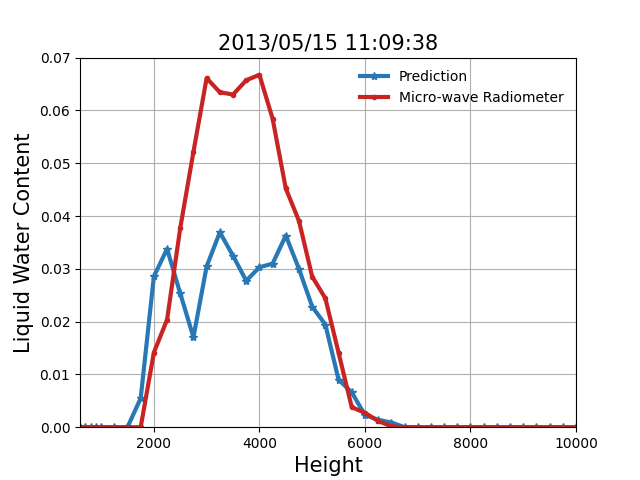 2013/05/15 11:09:38
0.07
0.06
0.05
0.04
0.03
0.02
0.01
0.00
Liquid Water Content
Prediction
Micro-wave Radiometer
2000 4000 6000 8000 10000
Height